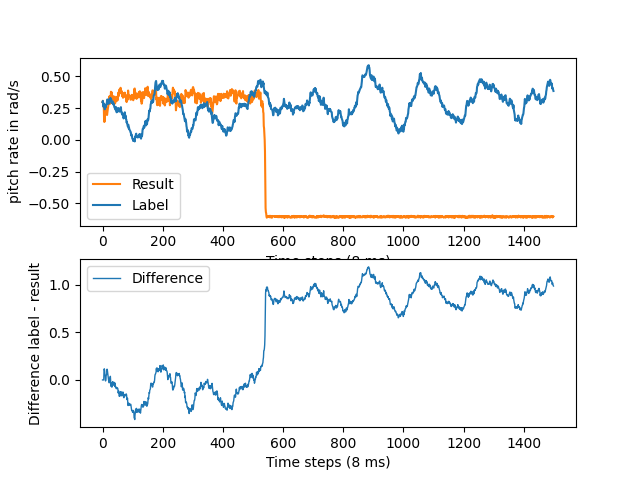 pitch rate in rad/s
0.50
0.25
0.00
−0.25
−0.50
Result
Label
0 200 400 600 800 1000 1200 1400
Time steps (8 ms)
Difference label - result
1.0
0.5
0.0
Difference
0 200 400 600 800 1000 1200 1400
Time steps (8 ms)